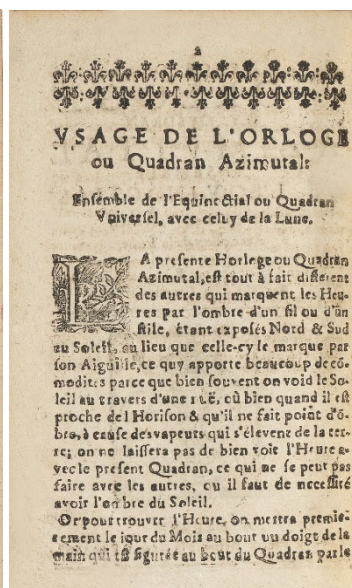 2
VSAGE DE L'ORLOGE
ou Quadran Azimutal:
Ensemble de l'Equinectial ou Quadran
Vniversel, avec celuy de la Lune.
LA presente Horloge ou Quadran
Azimutal, est tout à fait different
des autres qui marquent les Heu-
res par l'ombre d'un fil ou d'un
stile, étant exposés Nord & Sud
au Soleil, au lieu que celle-cy le marque par
son Aiguille, ce quy apporte beaucoup de cō-
modites parce que bien souvent on void le So-
leil au travers d'une ruë, où bien quand il est
proche de l'Horison & qu'il ne fait point d'ō-
bre, à cause des vapeurs qui s'élevent de la ter-
re; on ne laissera pas de bien voir l'Heure a-
vec le present Quadran, ce qui ne se peut pas
faire avec les autres, ou il faut de necessité
avoir l'ombre du Soleil.
Or pour trouver l'Heure, on mettra premie-
rement le jour du Mois au bout du doigt de la
main qui est figurée au bout du Quadran par le